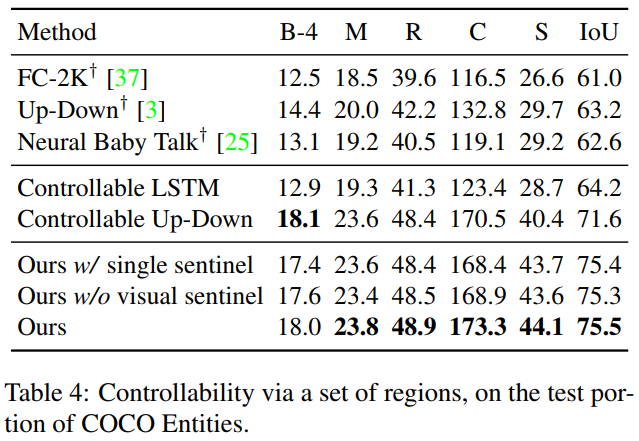 Method B-4 M R C S IoU
FC-2K† [37] 12.5 18.5 39.6 116.5 26.6 61.0
Up-Down† [3] 14.4 20.0 42.2 132.8 29.7 63.2
Neural Baby Talk† [25] 13.1 19.2 40.5 119.1 29.2 62.6
Controllable LSTM 12.9 19.3 41.3 123.4 28.7 64.2
Controllable Up-Down 18.1 23.6 48.4 170.5 40.4 71.6
Ours w/ single sentinel 17.4 23.6 48.4 168.4 43.7 75.4
Ours w/o visual sentinel 17.6 23.4 48.5 168.9 43.6 75.3
Ours 18.0 23.8 48.9 173.3 44.1 75.5
Table 4: Controllability via a set of regions, on the test por-
tion of COCO Entities.